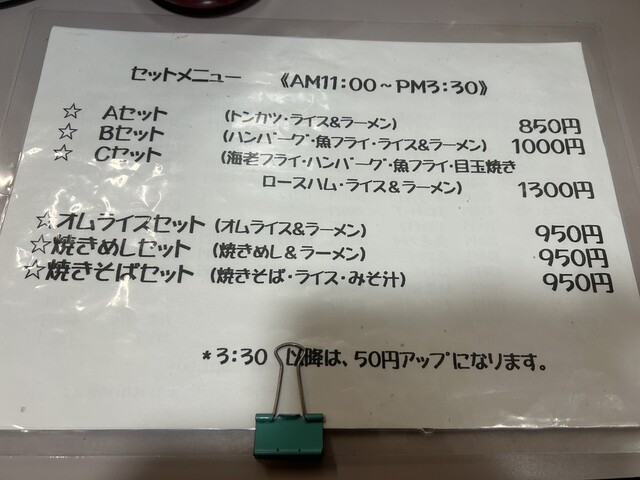 セットメニュー 《AM11:00～PM3:30》
☆ Aセット (トンカツ・ライス&ラーメン) 850円
☆ Bセット (ハンバーグ・魚フライ・ライス&ラーメン) 1000円
☆ Cセット (海老フライ・ハンバーグ・魚フライ・目玉焼き
ロースハム・ライス&ラーメン) 1300円
☆オムライスセット (オムライス&ラーメン) 950円
☆焼きめしセット (焼きめし&ラーメン) 950円
☆焼きそばセット (焼きそば・ライス・みそ汁) 950円
*3:30 以降は、50円アップになります。